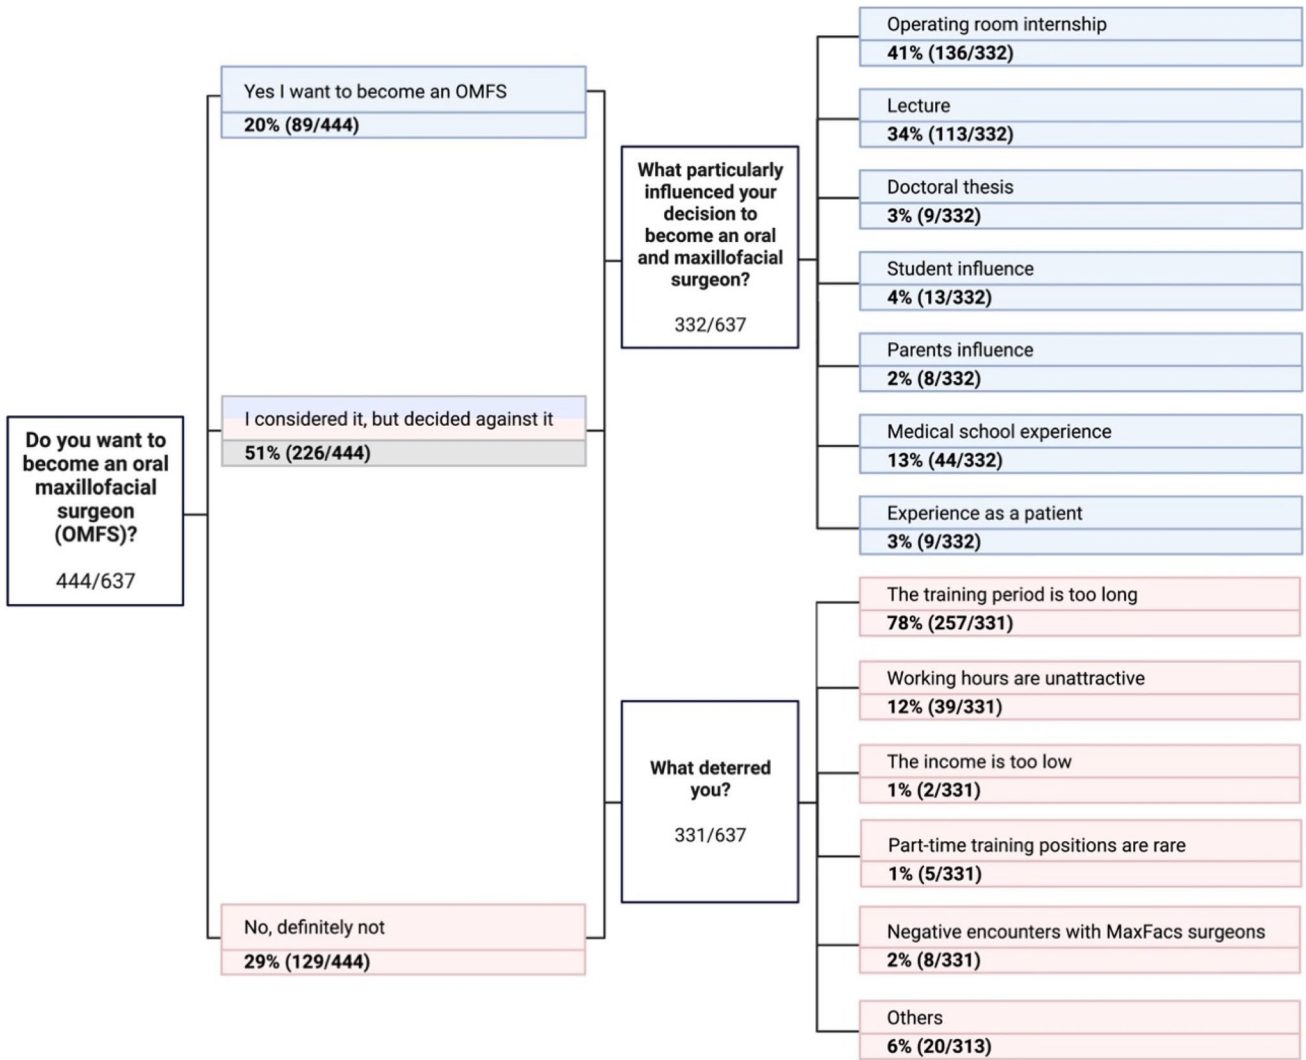 Do you want to
become an oral
maxillofacial
surgeon
(OMFS)?
444/637
Yes I want to become an OMFS
20% (89/444)
I considered it, but decided against it
51% (226/444)
No, definitely not
29% (129/444)
What particularly
influenced your
decision to
become an oral
and maxillofacial
surgeon?
332/637
Operating room internship
41% (136/332)
Lecture
34% (113/332)
Doctoral thesis
3% (9/332)
Student influence
4% (13/332)
Parents influence
2% (8/332)
Medical school experience
13% (44/332)
Experience as a patient
3% (9/332)
What deterred
you?
331/637
The training period is too long
78% (257/331)
Working hours are unattractive
12% (39/331)
The income is too low
1% (2/331)
Part-time training positions are rare
1% (5/331)
Negative encounters with MaxFacs surgeons
2% (8/331)
Others
6% (20/313)